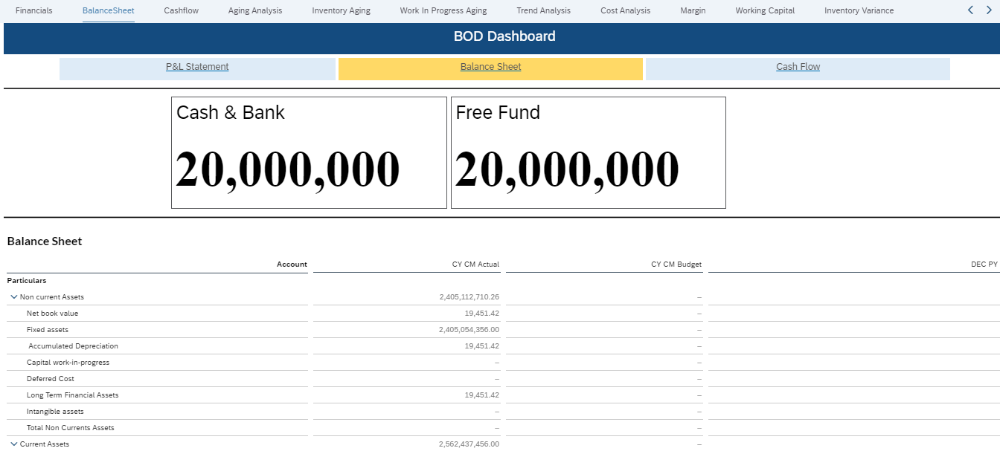 Financials BalanceSheet Cashflow Aging Analysis Inventory Aging Work In Progress Aging Trend Analysis Cost Analysis Margin Working Capital Inventory Variance
BOD Dashboard
P&L Statement Balance Sheet Cash Flow
Cash & Bank Free Fund
20,000,000 20,000,000
Balance Sheet
Account CY CM Actual CY CM Budget DEC PY
Particulars
Non current Assets 2,405,112,710.26 –
Net book value 19,451.42 –
Fixed assets 2,405,054,356.00 –
Accumulated Depreciation 19,451.42 –
Capital work-in-progress – –
Deferred Cost – –
Long Term Financial Assets 19,451.42 –
Intangible assets – –
Total Non Currents Assets – –
Current Assets 2,562,437,456.00 –